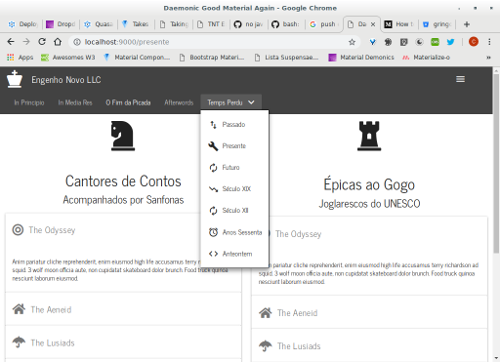 Daemonic Good Material Again - Google Chrome
Deplo
Dropl
Quasa
Takes
Taking
TNT E
no jav
bash:
push
Da
How t
gring
localhost:9000/presente
Apps
Awesomes W3
Material Compon...
Bootstrap Materi...
Lista Suspensae...
Material Demonics
Materialize-o
Engenho Novo LLC
In Principio
In Media Res
O Fim da Picada
Afterwords
Temps Perdu
Passado
Presente
Futuro
Século XIX
Século XII
Anos Sessenta
Anteontem
Cantores de Contos
Acompanhados por Sanfonas
The Odyssey
Anim pariatur cliche reprehenderit, enim eiusmod high life accusamus terry
squid. 3 wolf moon officia aute, non cupidatat skateboard dolor brunch. Food
nesciunt laborum eiusmod.
The Aeneid
The Lusiads
Épicas ao Gogo
Joglarescos do UNESCO
The Odyssey
pariatur cliche reprehenderit, enim eiusmod high life accusamus terry richardson ad
squid. 3 wolf moon officia aute, non cupidatat skateboard dolor brunch. Food truck quinoa
nesciunt laborum eiusmod.
The Aeneid
The Lusiads